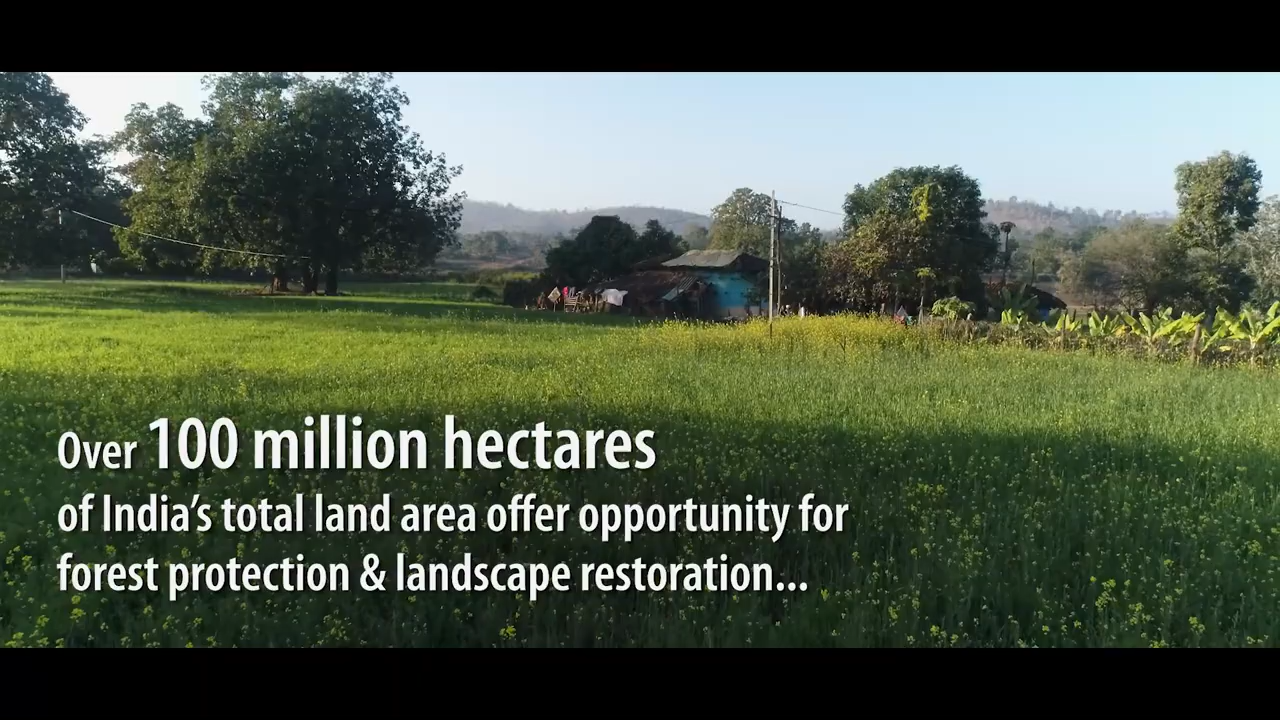 Over 100 million hectares
of India’s total land area offer opportunity for
forest protection & landscape restoration...